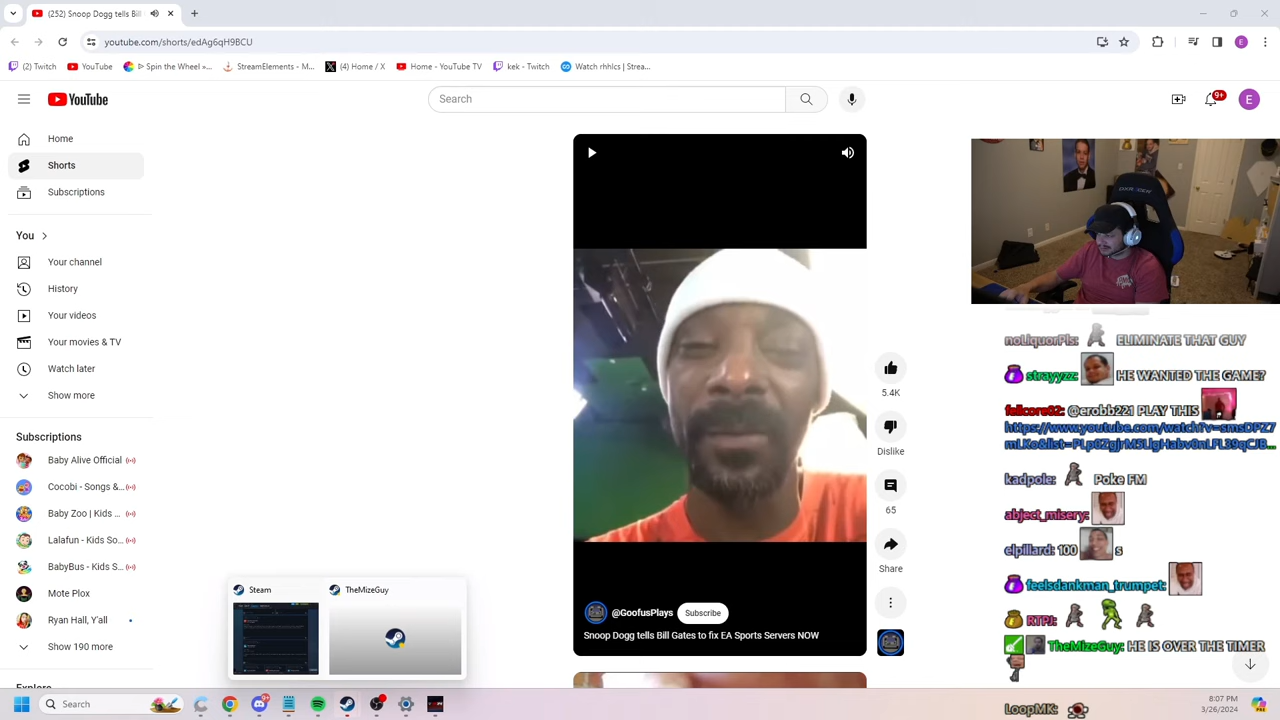 (252) Snoop Dogg tells Bill
youtube.com/shorts/edAg6qH9BCU
(2) Twitch
YouTube
ᐅ Spin the Wheel »...
StreamElements - M...
(4) Home / X
Home - YouTube TV
kek - Twitch
Watch rhhlcs | Strea...
YouTube
Search
9+
E
Home
Shorts
Subscriptions
You
Your channel
History
Your videos
Your movies & TV
Watch later
Show more
Subscriptions
Baby Alive Official
Cocobi - Songs &...
Baby Zoo | Kids ...
Lalafun - Kids So...
BabyBus - Kids S...
Mote Plox
Ryan Hall, Y'all
Show 190 more
Explore
5.4K
Dislike
65
Share
@GoofusPlays
Subscribe
Snoop Dogg tells Bill Gates to fix EA Sports Servers NOW
Steam
TheMizeGuy
DXRACER
noLiquorPls: ELIMINATE THAT GUY
strayyzz: HE WANTED THE GAME?
felicore02: @erobb221 PLAY THIS
kadpole: Poke FM
abject_misery:
elpillard: 100 s
feelsdankman_trumpet:
RTPJ:
TheMizeGuy: HE IS OVER THE TIMER
LoopMK:
Search
8:07 PM
3/26/2024